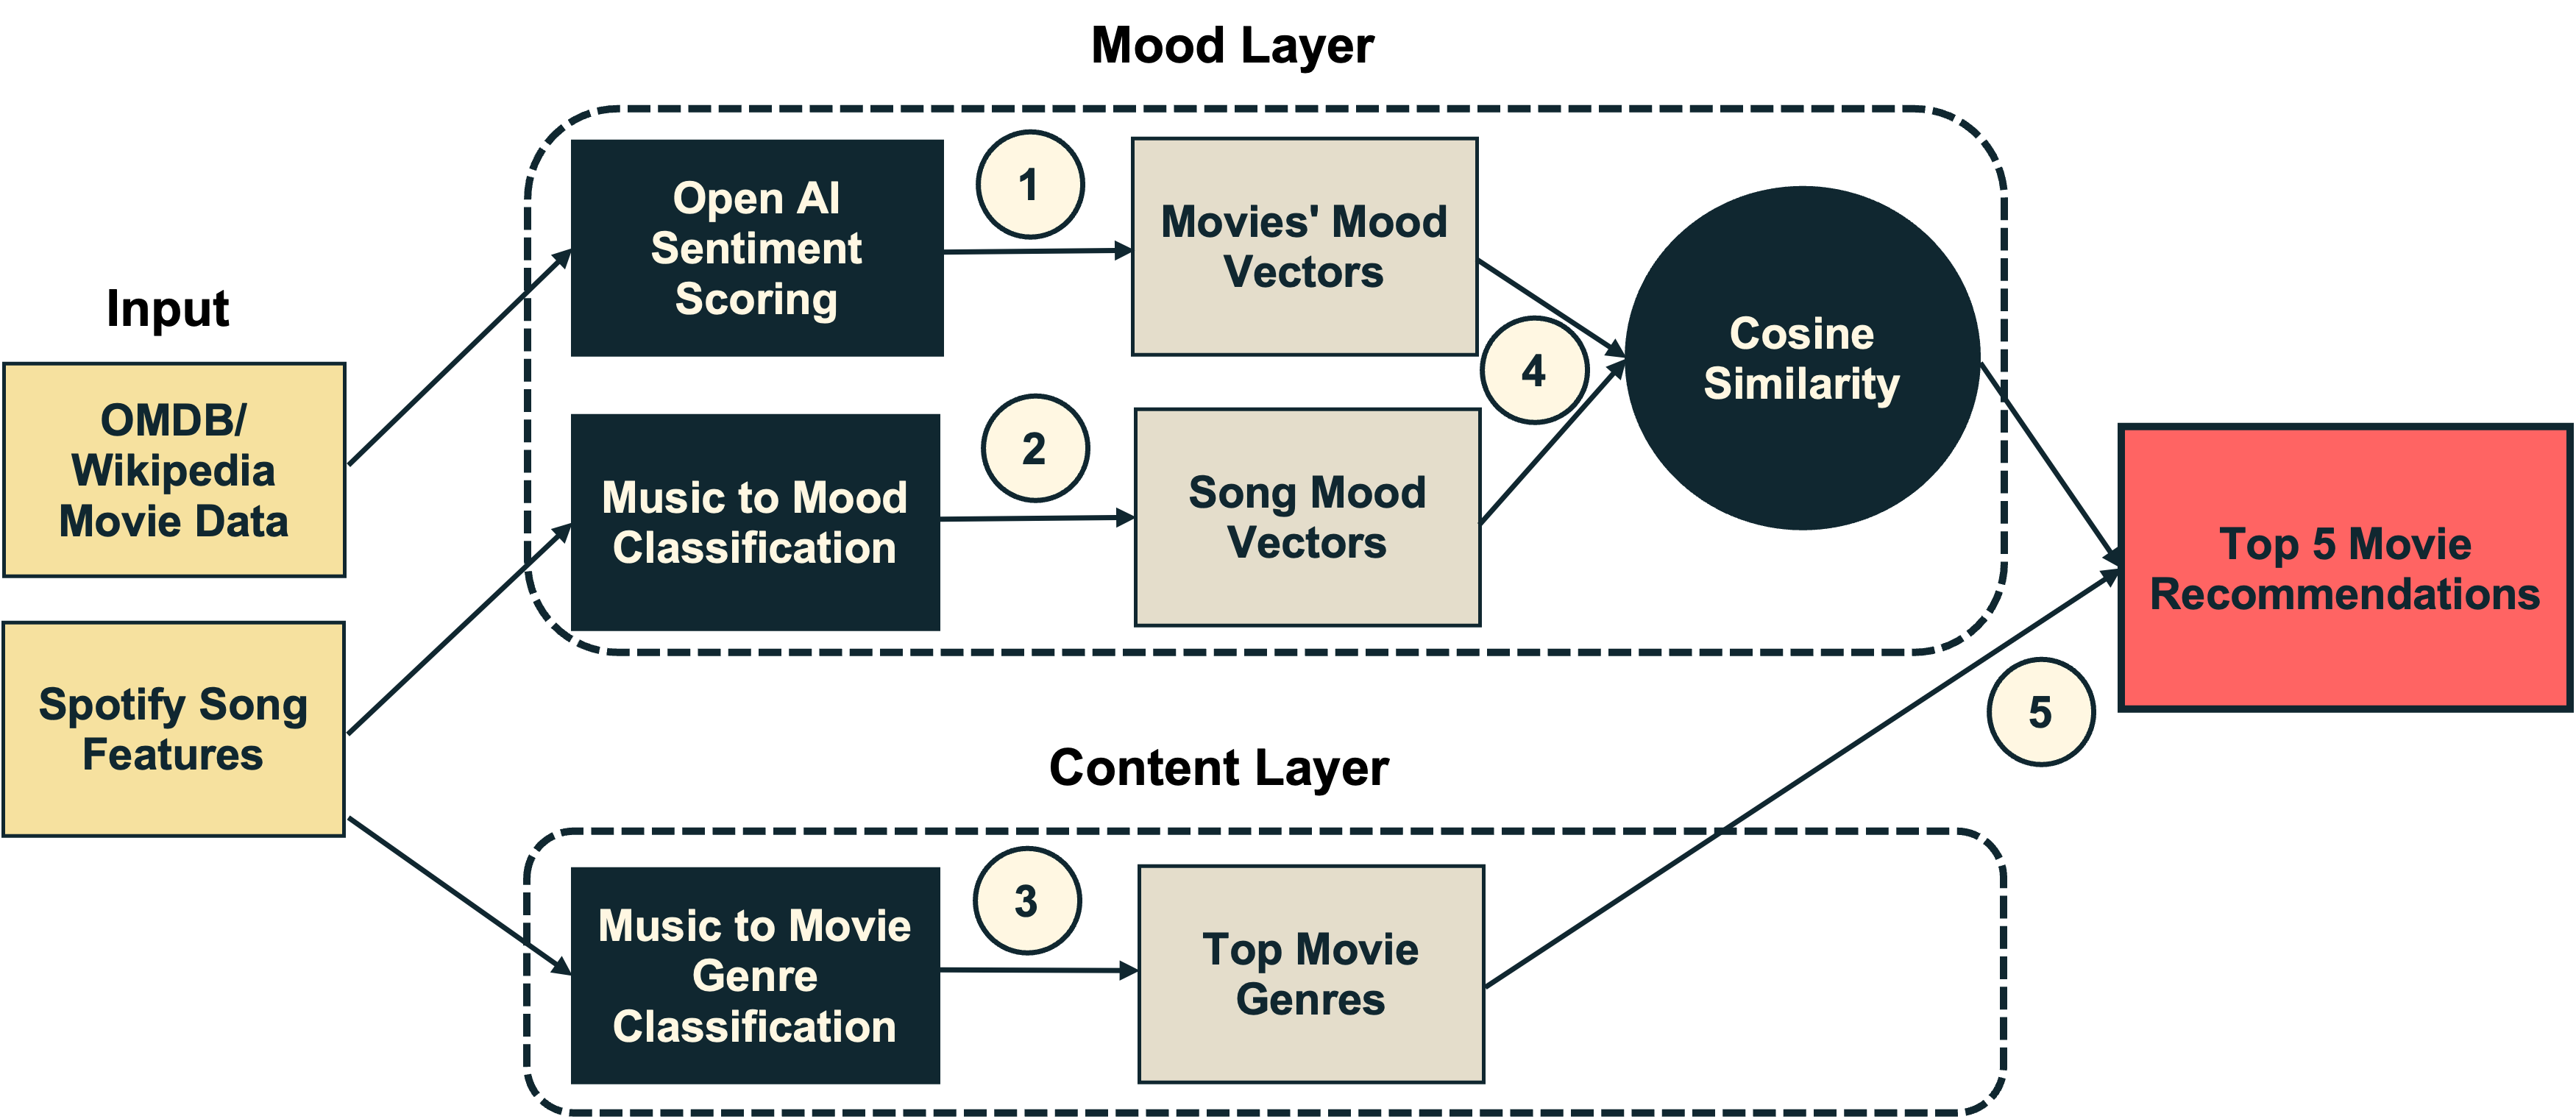 Mood Layer
Input
OMDB/
Wikipedia
Movie Data
Spotify Song
Features
Open AI
Sentiment
Scoring
1
Movies' Mood
Vectors
Music to Mood
Classification
2
Song Mood
Vectors
4
Cosine
Similarity
Content Layer
Music to Movie
Genre
Classification
3
Top Movie
Genres
5
Top 5 Movie
Recommendations